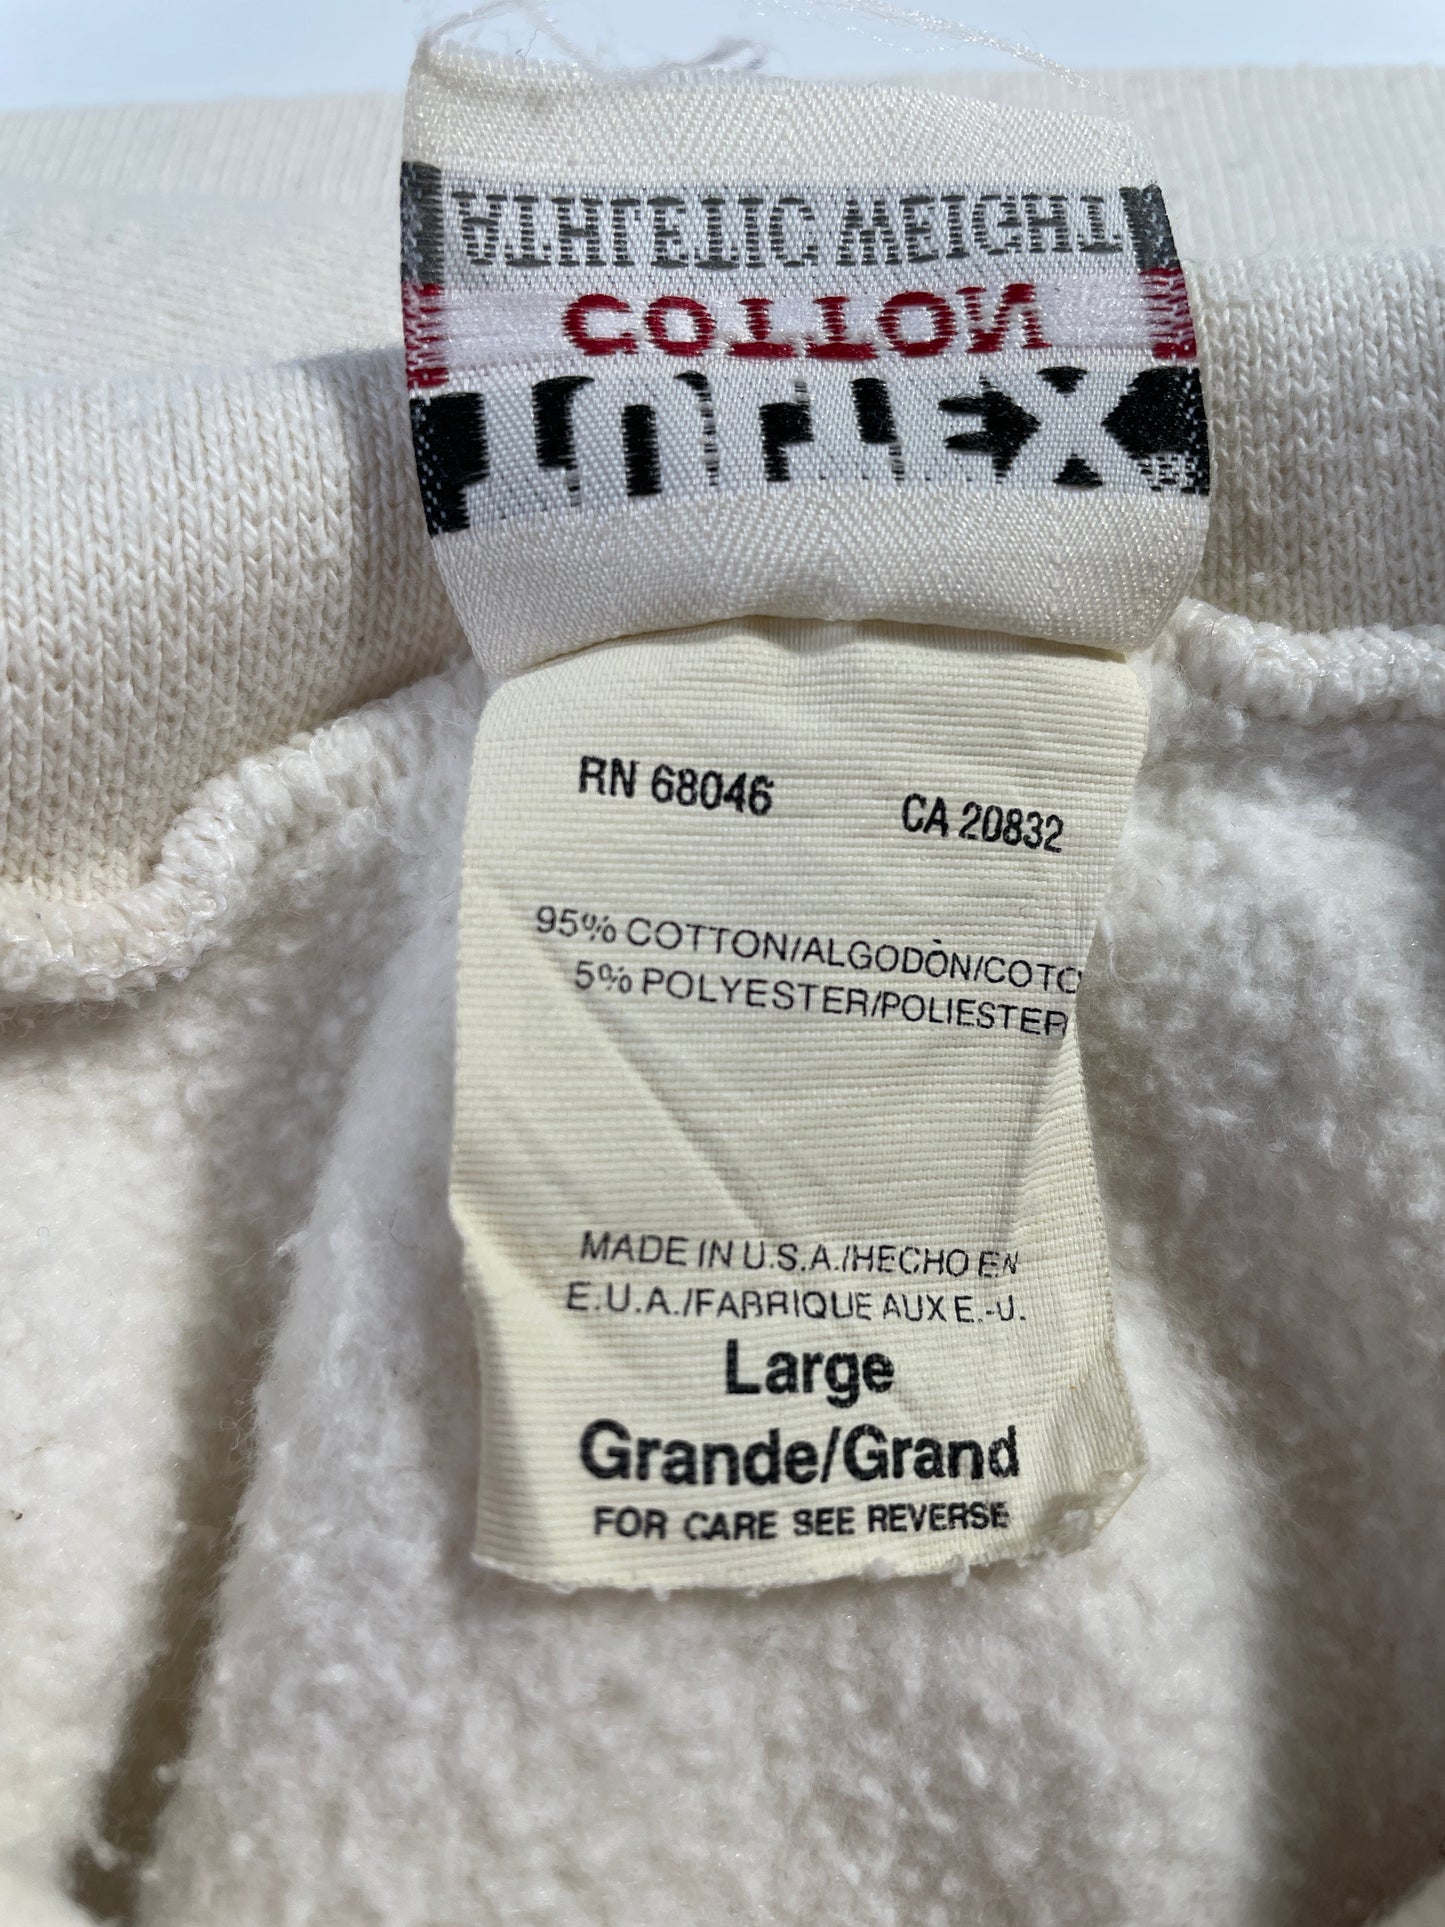 ATHLETIC WEIGHT
COTTON
TULTEX
RN 68046 CA 20832
95% COTTON/ALGODÒN/COTO
5% POLYESTER/POLIESTER
MADE IN U.S.A./HECHO EN
E.U.A./FABRIQUE AUX E.-U.
Large
Grande/Grand
FOR CARE SEE REVERSE